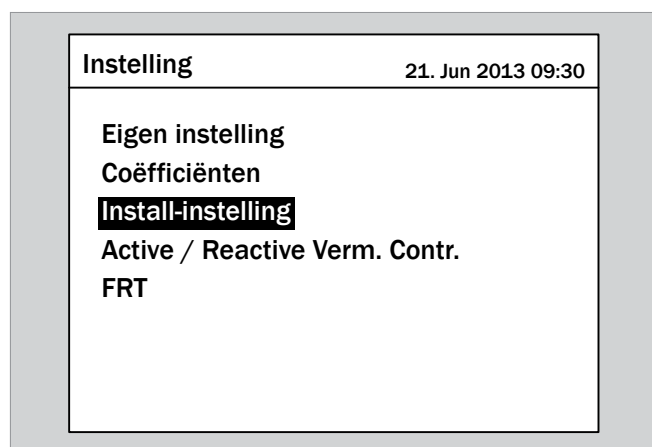 Instelling
21. Jun 2013 09:30
Eigen instelling
Coëfficiënten
Install-instelling
Active / Reactive Verm. Contr.
FRT